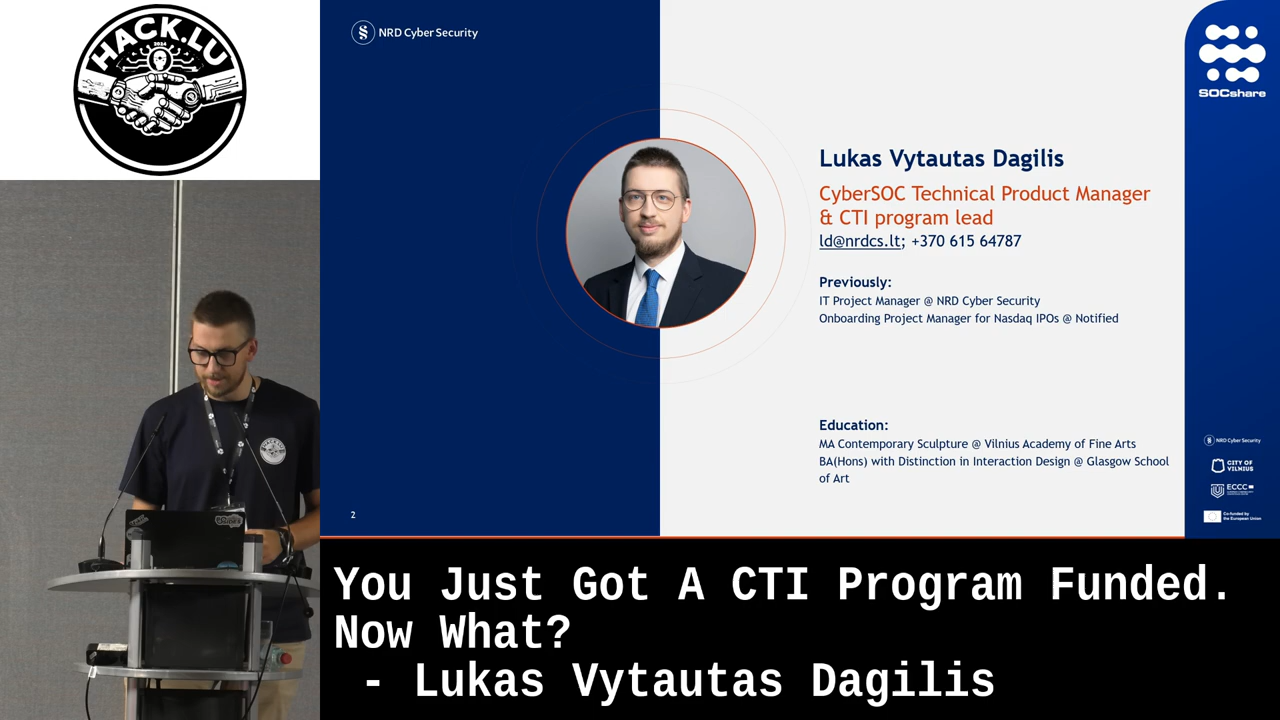 HACK.LU
2024
NRD Cyber Security
SOCshare
Lukas Vytautas Dagilis
CyberSOC Technical Product Manager
& CTI program lead
ld@nrdcs.lt; +370 615 64787
Previously:
IT Project Manager @ NRD Cyber Security
Onboarding Project Manager for Nasdaq IPOs @ Notified
Education:
MA Contemporary Sculpture @ Vilnius Academy of Fine Arts
BA(Hons) with Distinction in Interaction Design @ Glasgow School
of Art
2
NRD Cyber Security
CITY OF
VILNIUS
ECCC
Co-funded by
the European Union
HACK.LU
You Just Got A CTI Program Funded.
Now What?
- Lukas Vytautas Dagilis